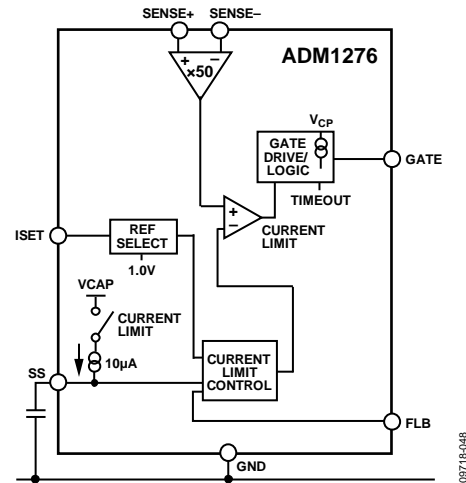 SENSE+ SENSE–
ADM1276
+ –
×50
VCP
GATE
DRIVE/
LOGIC
GATE
TIMEOUT
+
–
CURRENT
LIMIT
ISET
REF
SELECT
1.0V
VCAP
CURRENT
LIMIT
10µA
SS
CURRENT
LIMIT
CONTROL
FLB
GND
09718-048